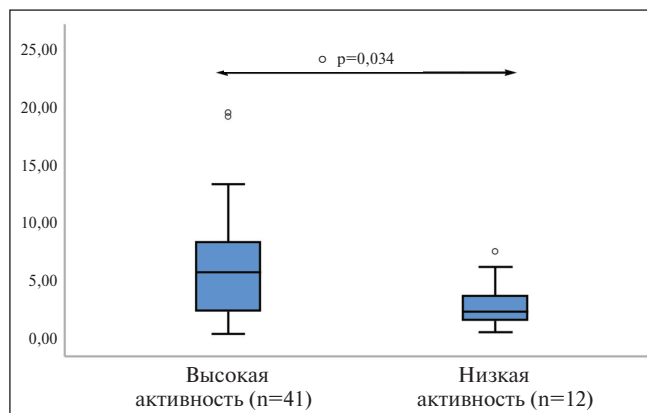 25,00
p=0,034
20,00
15,00
10,00
5,00
0,00
Высокая
активность (n=41)
Низкая
активность (n=12)